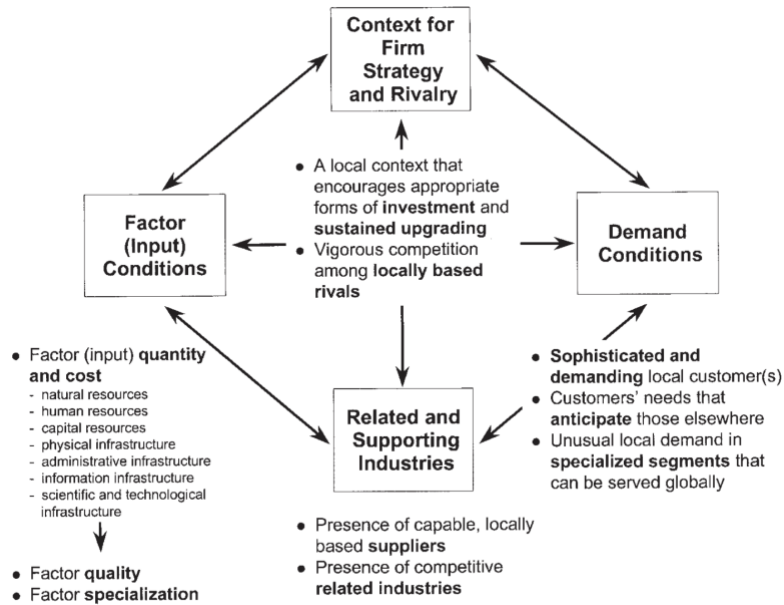 Context for
Firm
Strategy
and Rivalry
● A local context that
encourages appropriate
forms of investment and
sustained upgrading
● Vigorous competition
among locally based
rivals
Factor
(Input)
Conditions
Demand
Conditions
● Factor (input) quantity
and cost
- natural resources
- human resources
- capital resources
- physical infrastructure
- administrative infrastructure
- information infrastructure
- scientific and technological
infrastructure
● Factor quality
● Factor specialization
Related and
Supporting
Industries
● Presence of capable, locally
based suppliers
● Presence of competitive
related industries
● Sophisticated and
demanding local customer(s)
● Customers' needs that
anticipate those elsewhere
● Unusual local demand in
specialized segments that
can be served globally